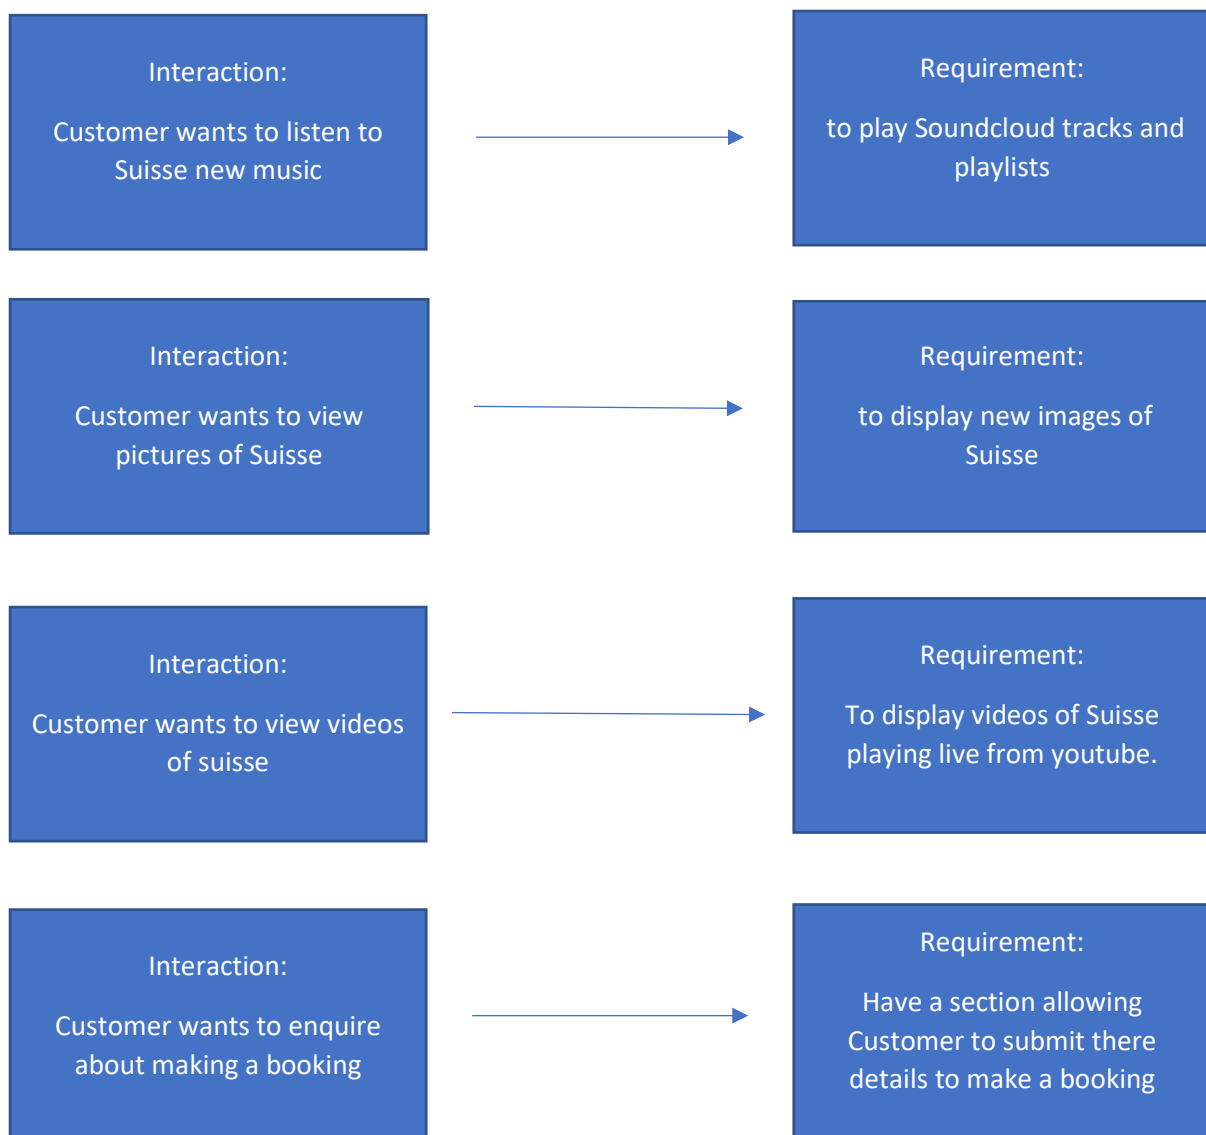 Interaction:
Customer wants to listen to
Suisse new music
Requirement:
to play Soundcloud tracks and
playlists
Interaction:
Customer wants to view
pictures of Suisse
Requirement:
to display new images of
Suisse
Interaction:
Customer wants to view videos
of suisse
Requirement:
To display videos of Suisse
playing live from youtube.
Interaction:
Customer wants to enquire
about making a booking
Requirement:
Have a section allowing
Customer to submit there
details to make a booking